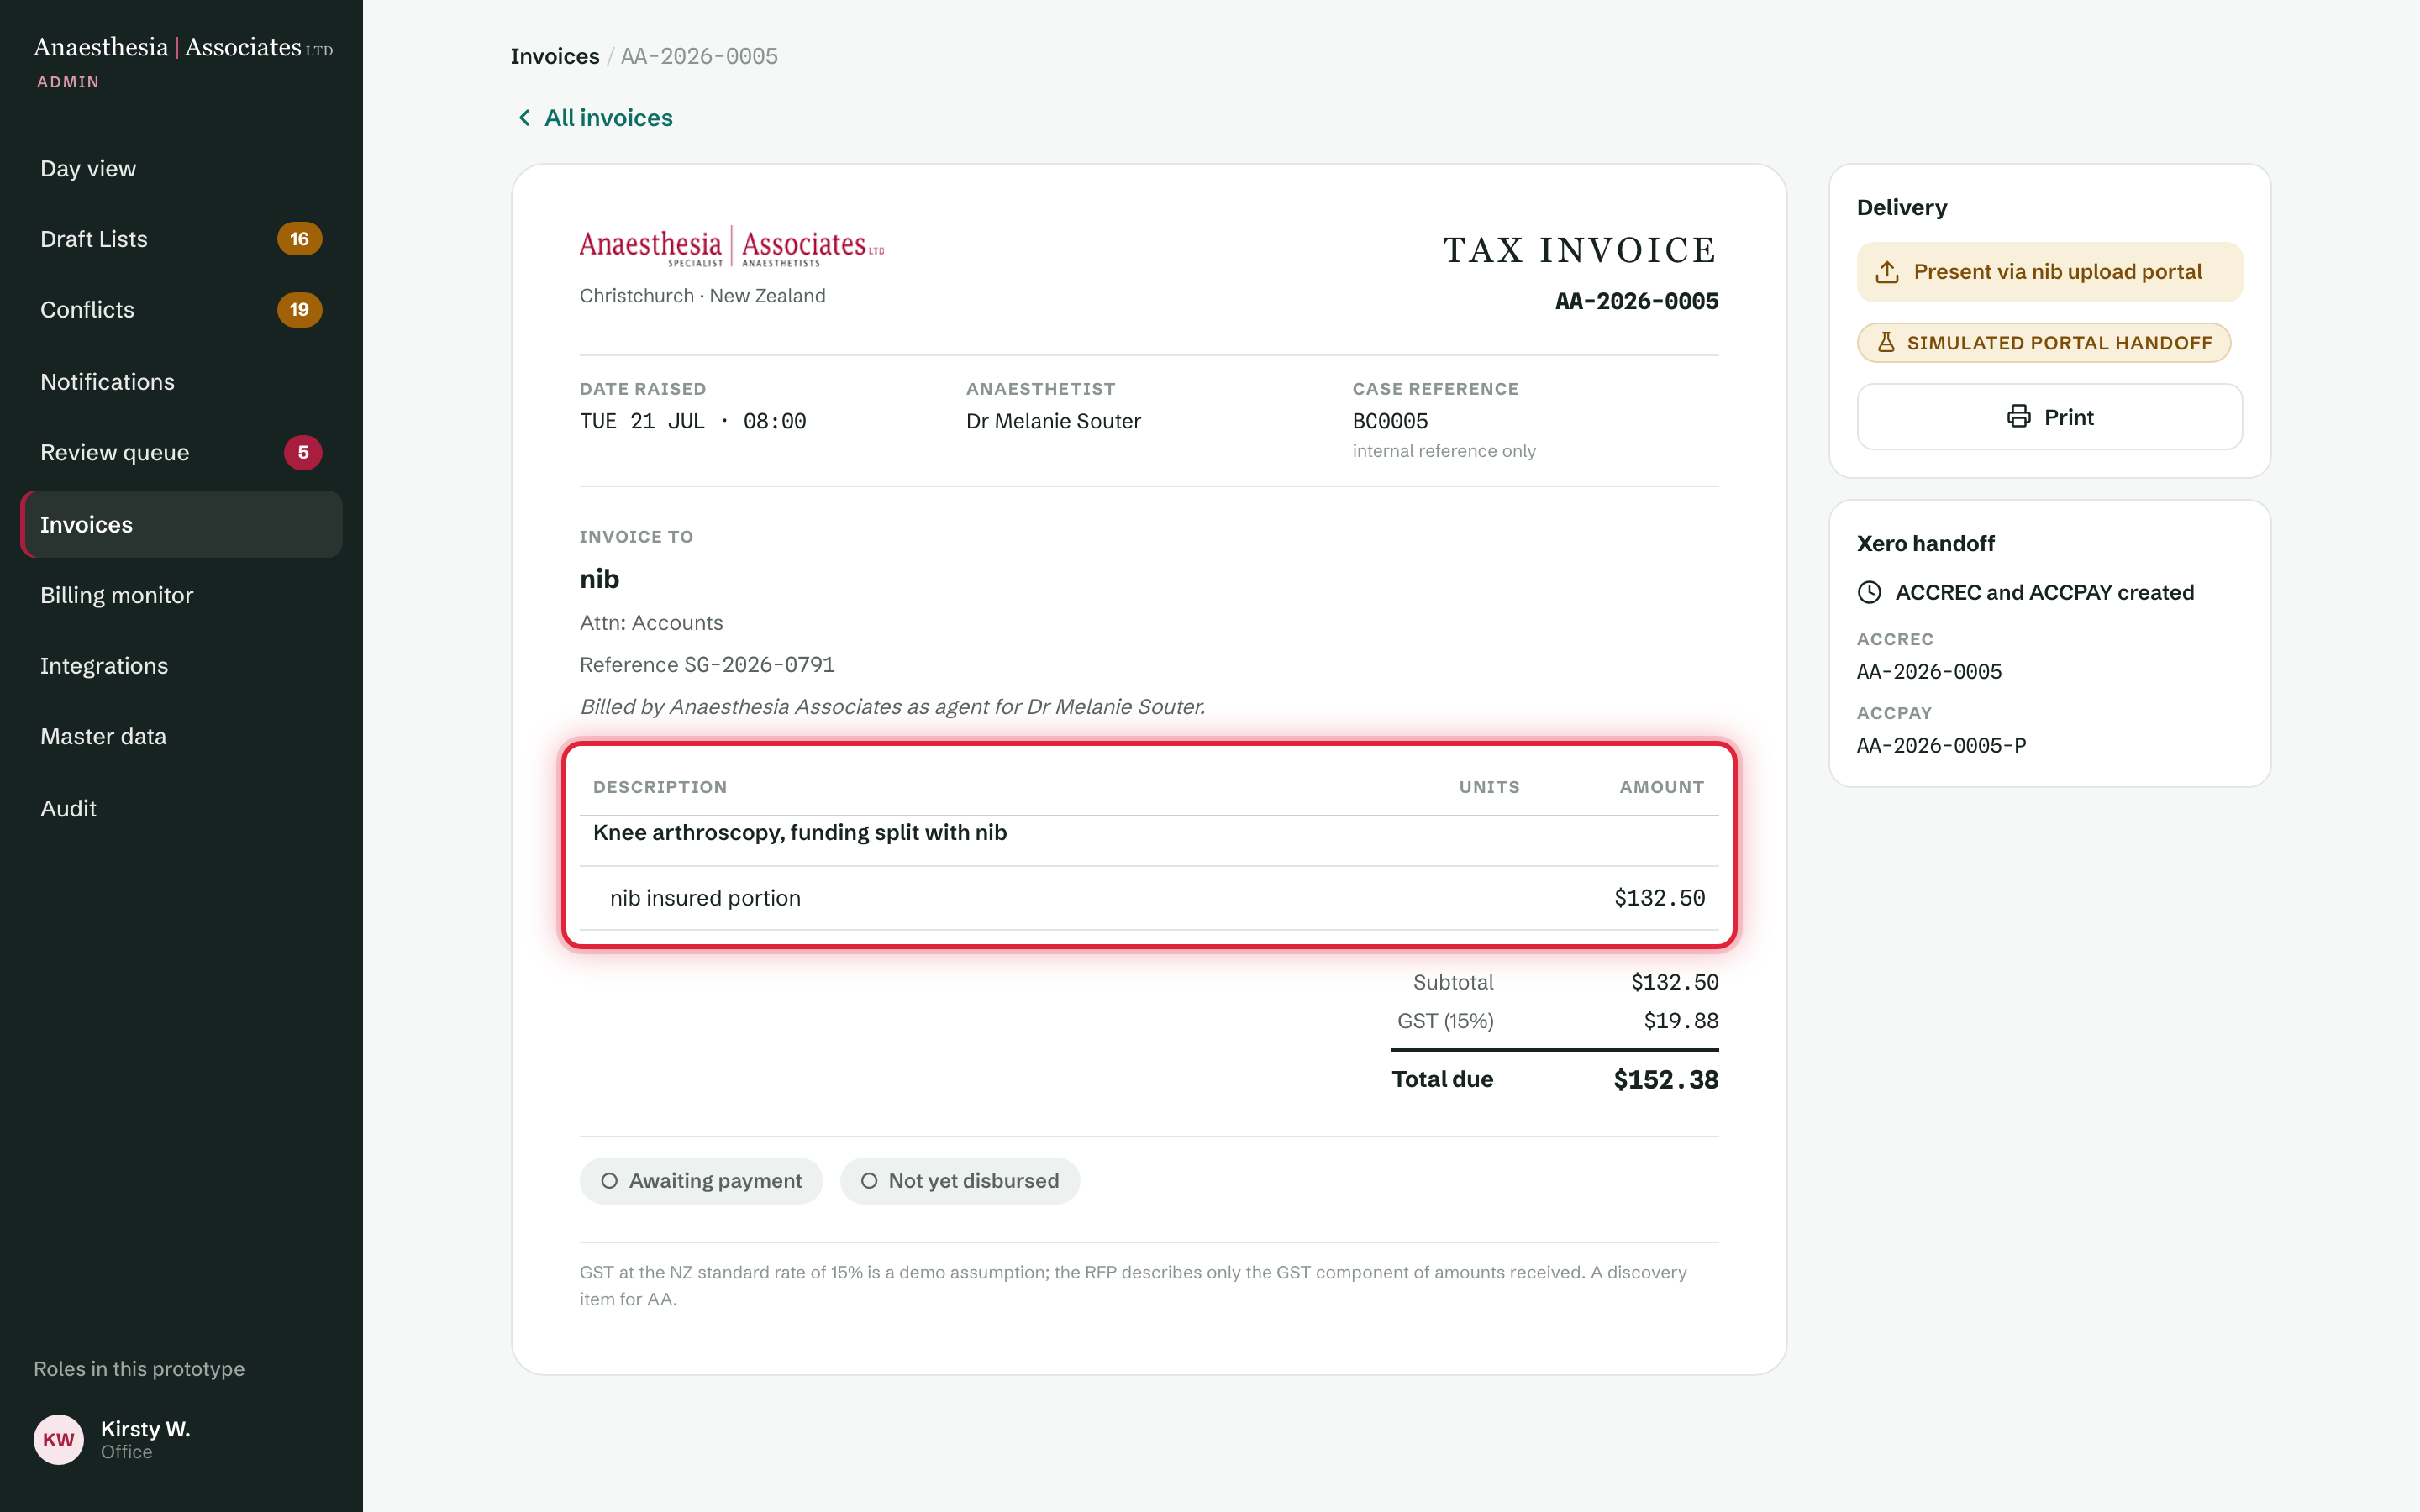 Anaesthesia | Associates LTD
ADMIN
Day view
Draft Lists 16
Conflicts 19
Notifications
Review queue 5
Invoices
Billing monitor
Integrations
Master data
Audit
Roles in this prototype
KW
Kirsty W.
Office
Invoices / AA-2026-0005
All invoices
Anaesthesia | Associates LTD
SPECIALIST ANAESTHETISTS
Christchurch · New Zealand
TAX INVOICE
AA-2026-0005
DATE RAISED
TUE 21 JUL · 08:00
ANAESTHETIST
Dr Melanie Souter
CASE REFERENCE
BC0005
internal reference only
INVOICE TO
nib
Attn: Accounts
Reference SG-2026-0791
Billed by Anaesthesia Associates as agent for Dr Melanie Souter.
DESCRIPTION UNITS AMOUNT
Knee arthroscopy, funding split with nib
nib insured portion $132.50
Subtotal $132.50
GST (15%) $19.88
Total due $152.38
Awaiting payment
Not yet disbursed
GST at the NZ standard rate of 15% is a demo assumption; the RFP describes only the GST component of amounts received. A discovery
item for AA.
Delivery
Present via nib upload portal
SIMULATED PORTAL HANDOFF
Print
Xero handoff
ACCREC and ACCPAY created
ACCREC
AA-2026-0005
ACCPAY
AA-2026-0005-P